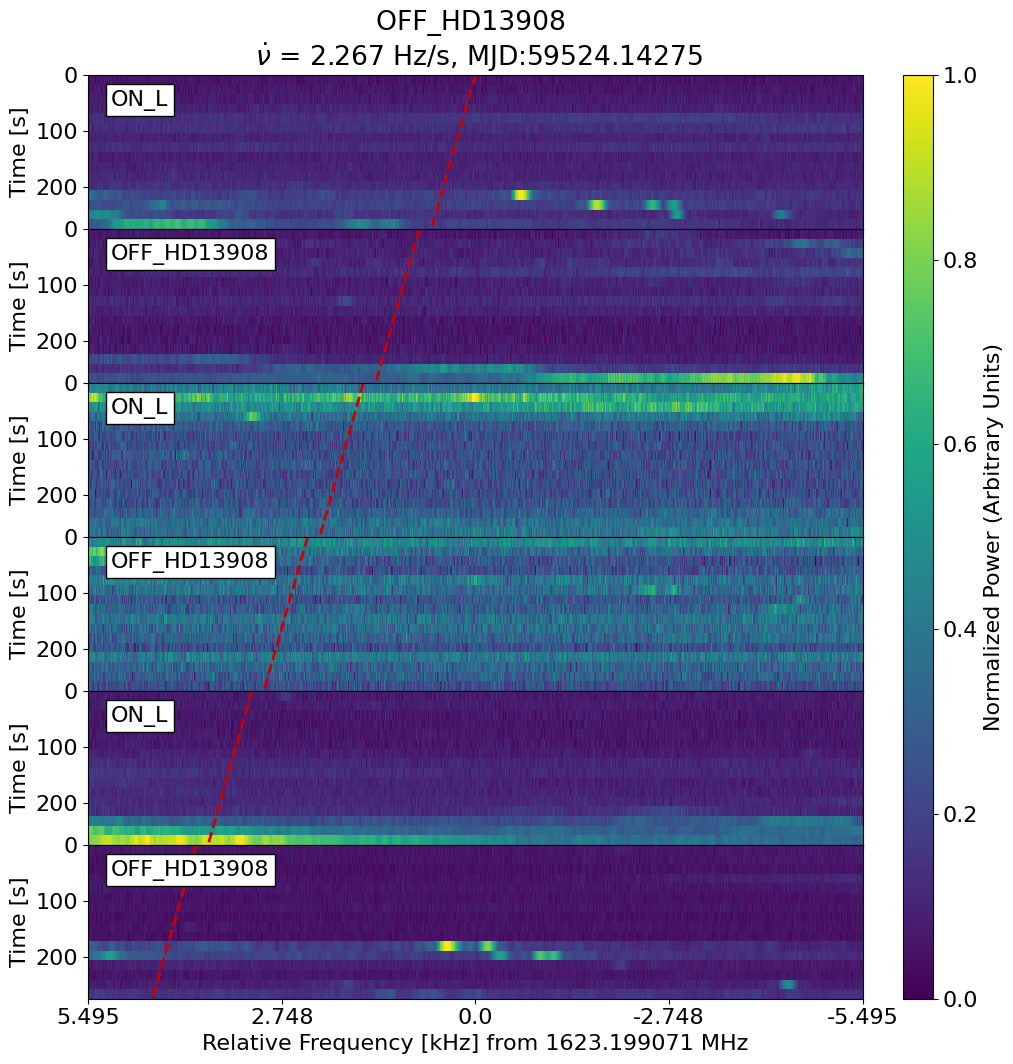 OFF_HD13908
ν̇ = 2.267 Hz/s, MJD:59524.14275
0
ON_L
100
200
Time [s]
0
OFF_HD13908
100
200
Time [s]
0
ON_L
100
200
Time [s]
0
OFF_HD13908
100
200
Time [s]
0
ON_L
100
200
Time [s]
0
OFF_HD13908
100
200
Time [s]
5.495 2.748 0.0 -2.748 -5.495
Relative Frequency [kHz] from 1623.199071 MHz
1.0
0.8
0.6
0.4
0.2
0.0
Normalized Power (Arbitrary Units)